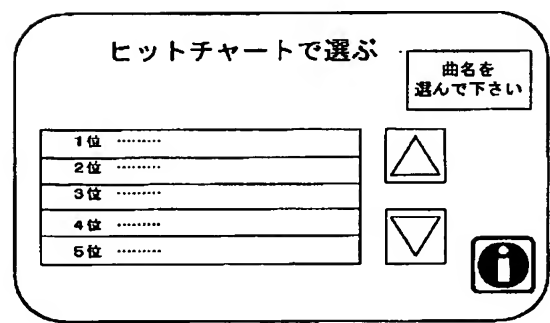 ヒットチャートで選ぶ
曲名を
選んで下さい
1位 ………
2位 ………
3位 ………
4位 ………
5位 ………
i